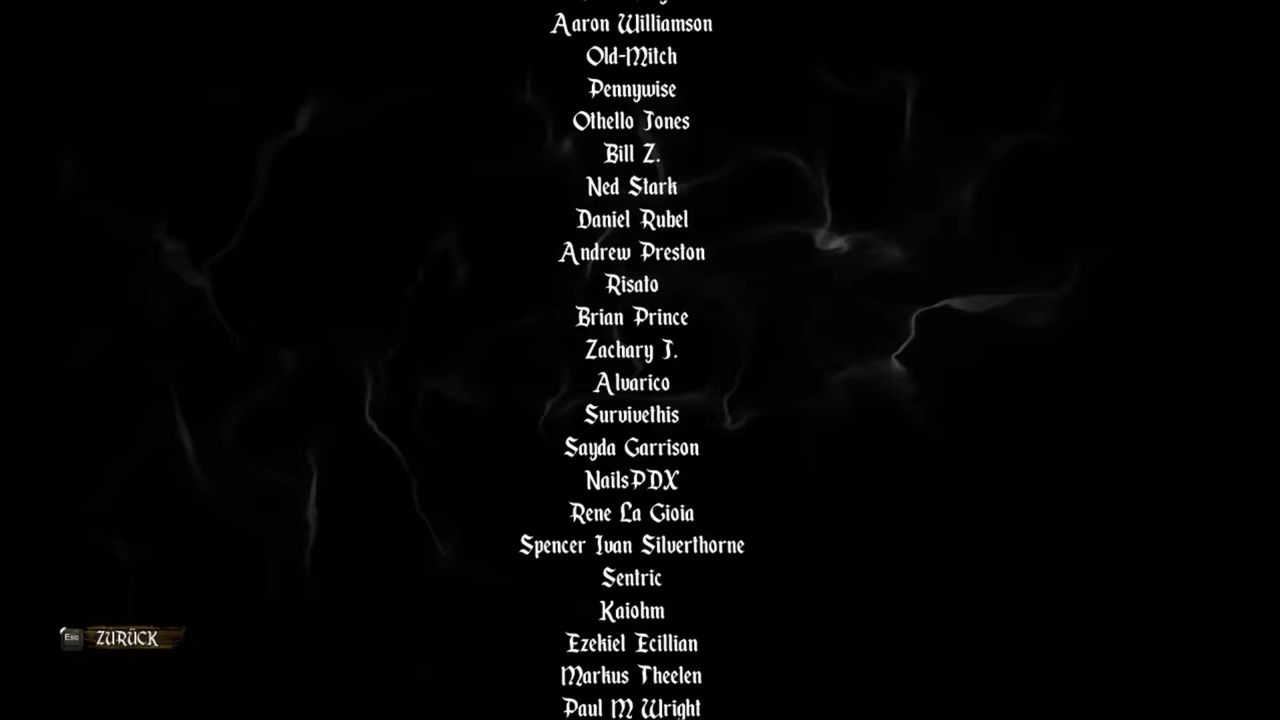 Aaron Williamson
Old-Mitch
Pennywise
Othello Jones
Bill Z.
Ned Stark
Daniel Rubel
Andrew Preston
Risato
Brian Prince
Zachary J.
Alvarico
Survivethis
Sayda Garrison
NailsPDX
Rene La Gioia
Spencer Ivan Silverthorne
Sentric
Kaiohm
Ezekiel Ecillian
Esc ZURÜCK
Markus Theelen
Paul M Wright